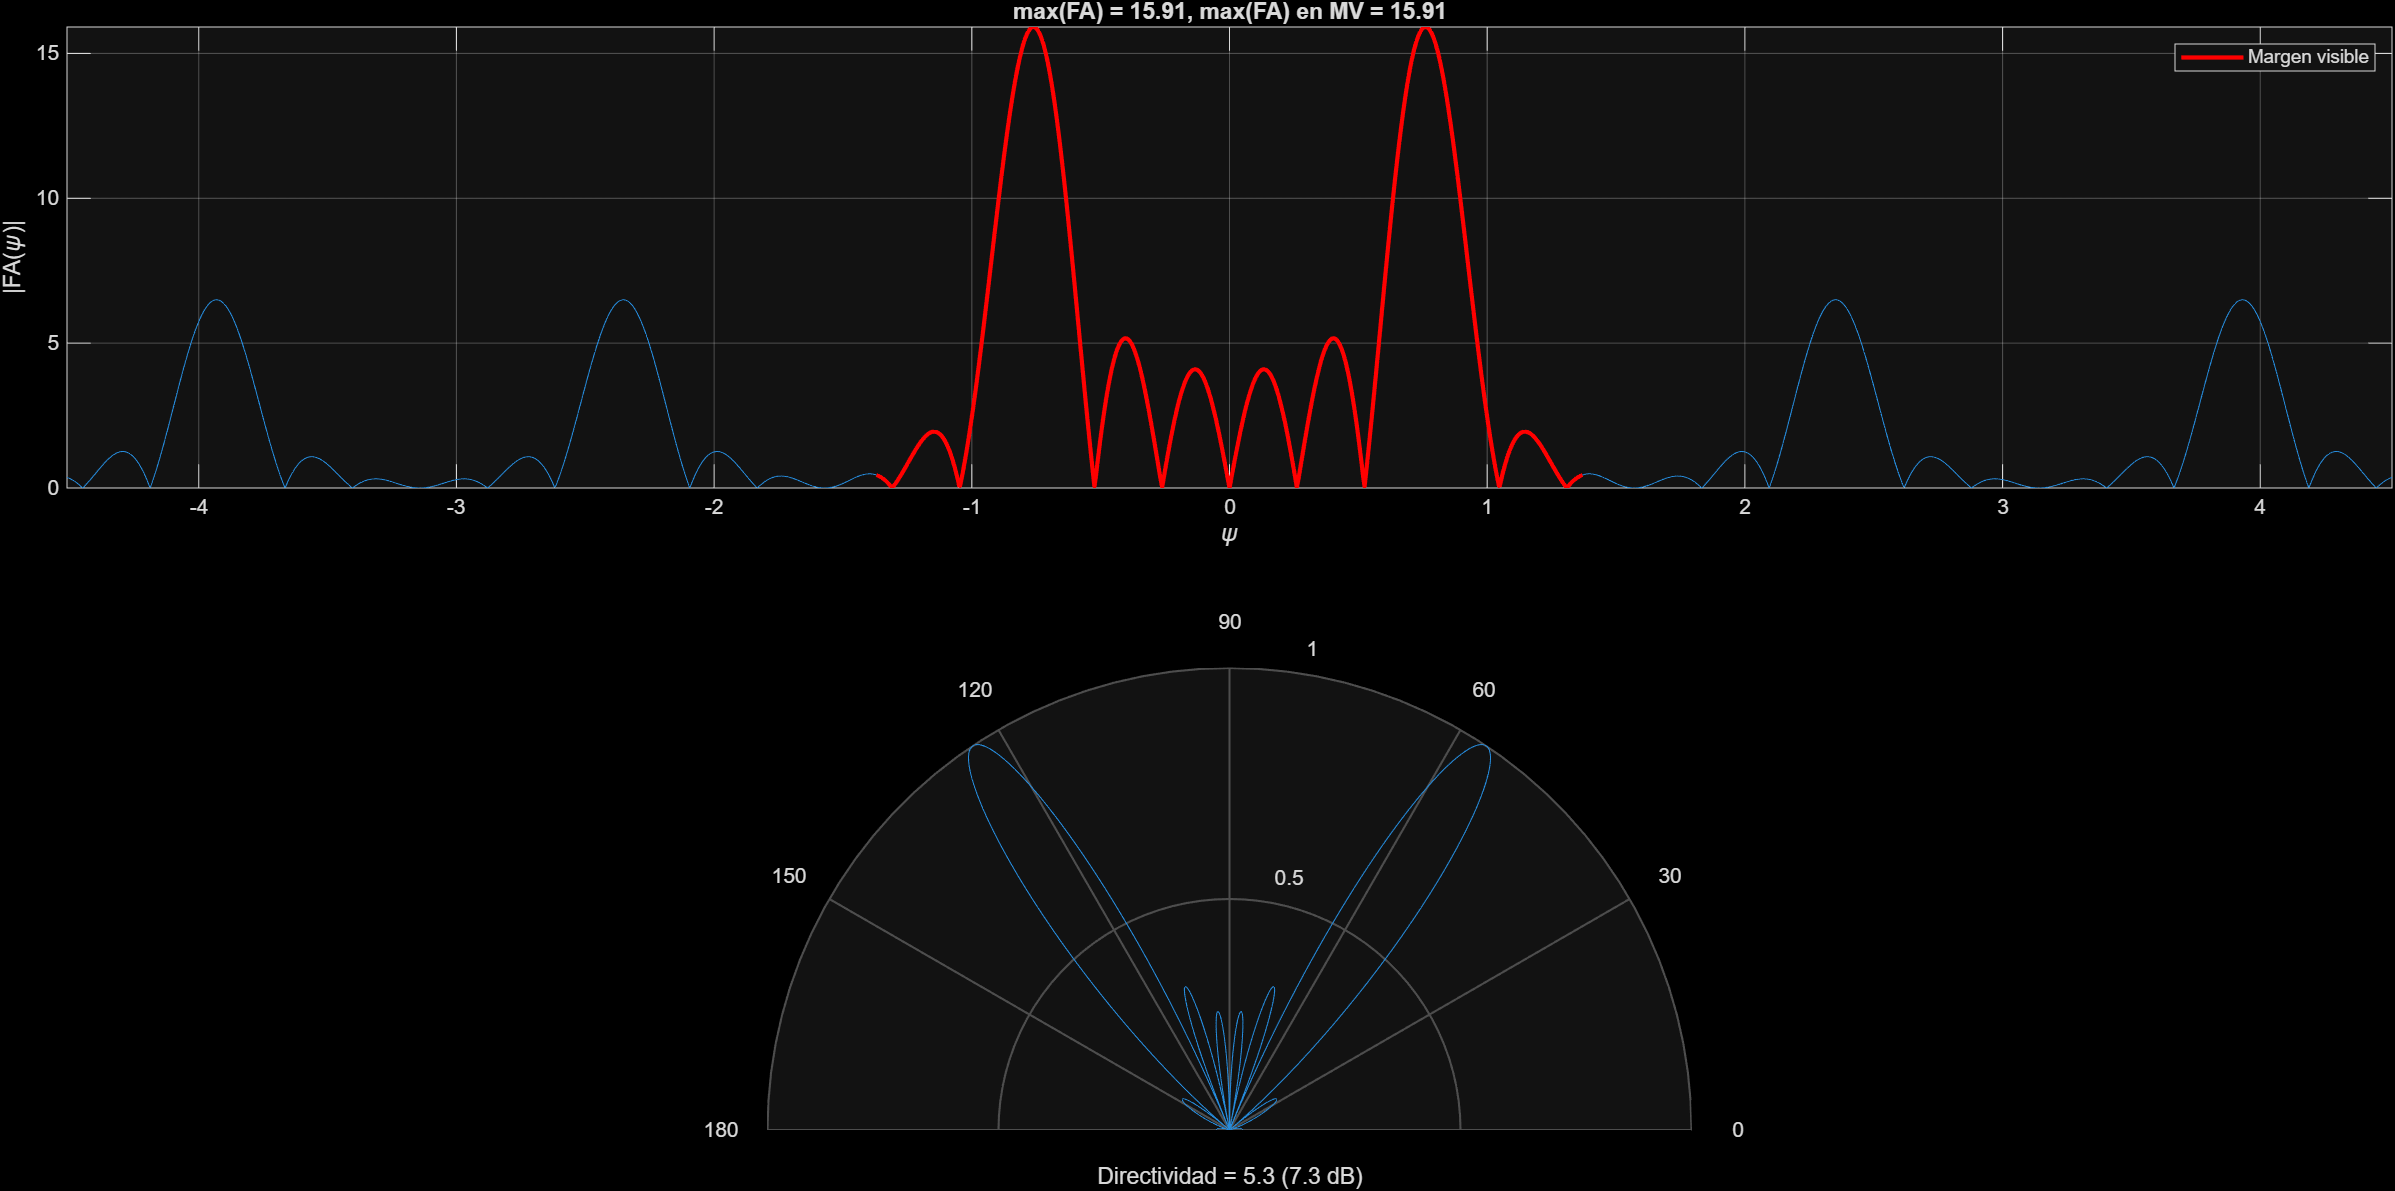 max(FA) = 15.91, max(FA) en MV = 15.91
Margen visible
|FA(ψ)|
15
10
5
0
-4 -3 -2 -1 0 1 2 3 4
ψ
90
1
120 60
150 0.5 30
180 0
Directividad = 5.3 (7.3 dB)